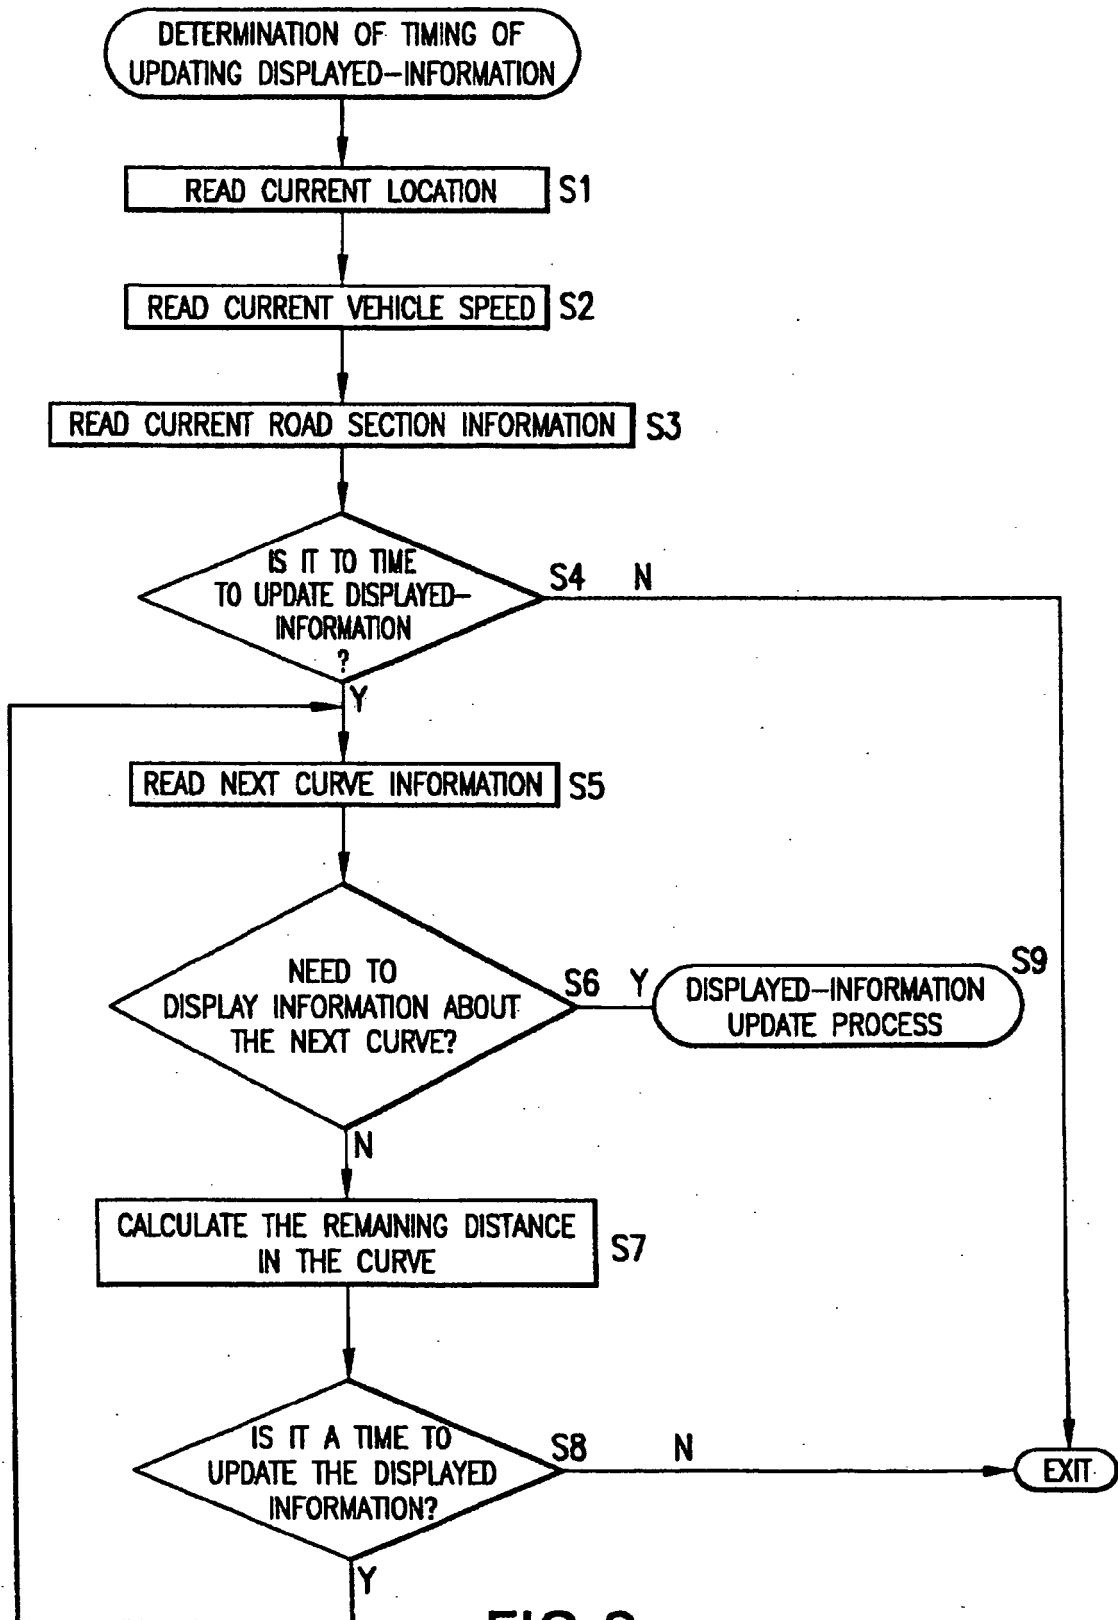 DETERMINATION OF TIMING OF
UPDATING DISPLAYED-INFORMATION
READ CURRENT LOCATION S1
READ CURRENT VEHICLE SPEED S2
READ CURRENT ROAD SECTION INFORMATION S3
IS IT TO TIME
TO UPDATE DISPLAYED-
INFORMATION
?
S4 N
Y
READ NEXT CURVE INFORMATION S5
NEED TO
DISPLAY INFORMATION ABOUT
THE NEXT CURVE?
S6 Y
S9
DISPLAYED-INFORMATION
UPDATE PROCESS
N
CALCULATE THE REMAINING DISTANCE
IN THE CURVE
S7
IS IT A TIME TO
UPDATE THE DISPLAYED
INFORMATION?
S8 N
EXIT
Y